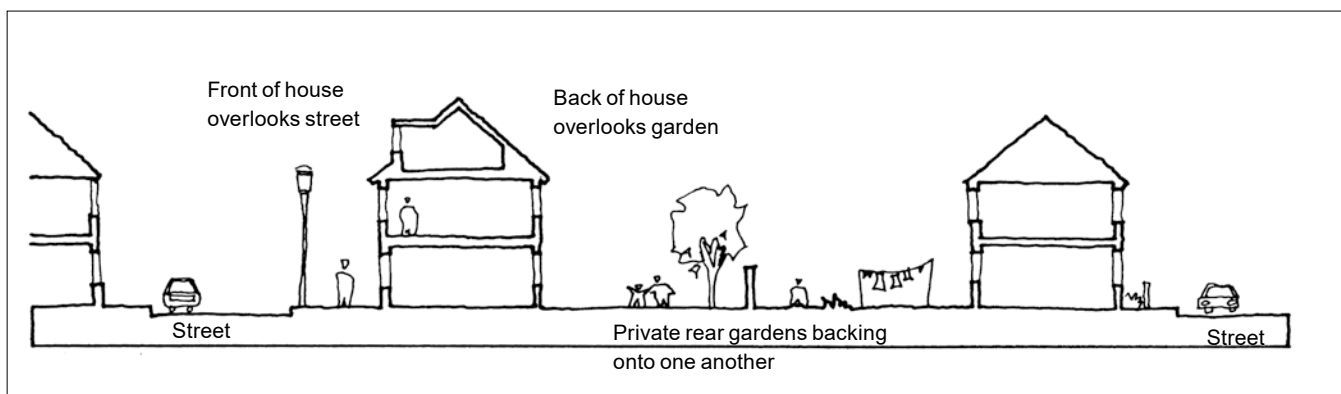 Front of house
overlooks street
Back of house
overlooks garden
Street
Private rear gardens backing
onto one another
Street